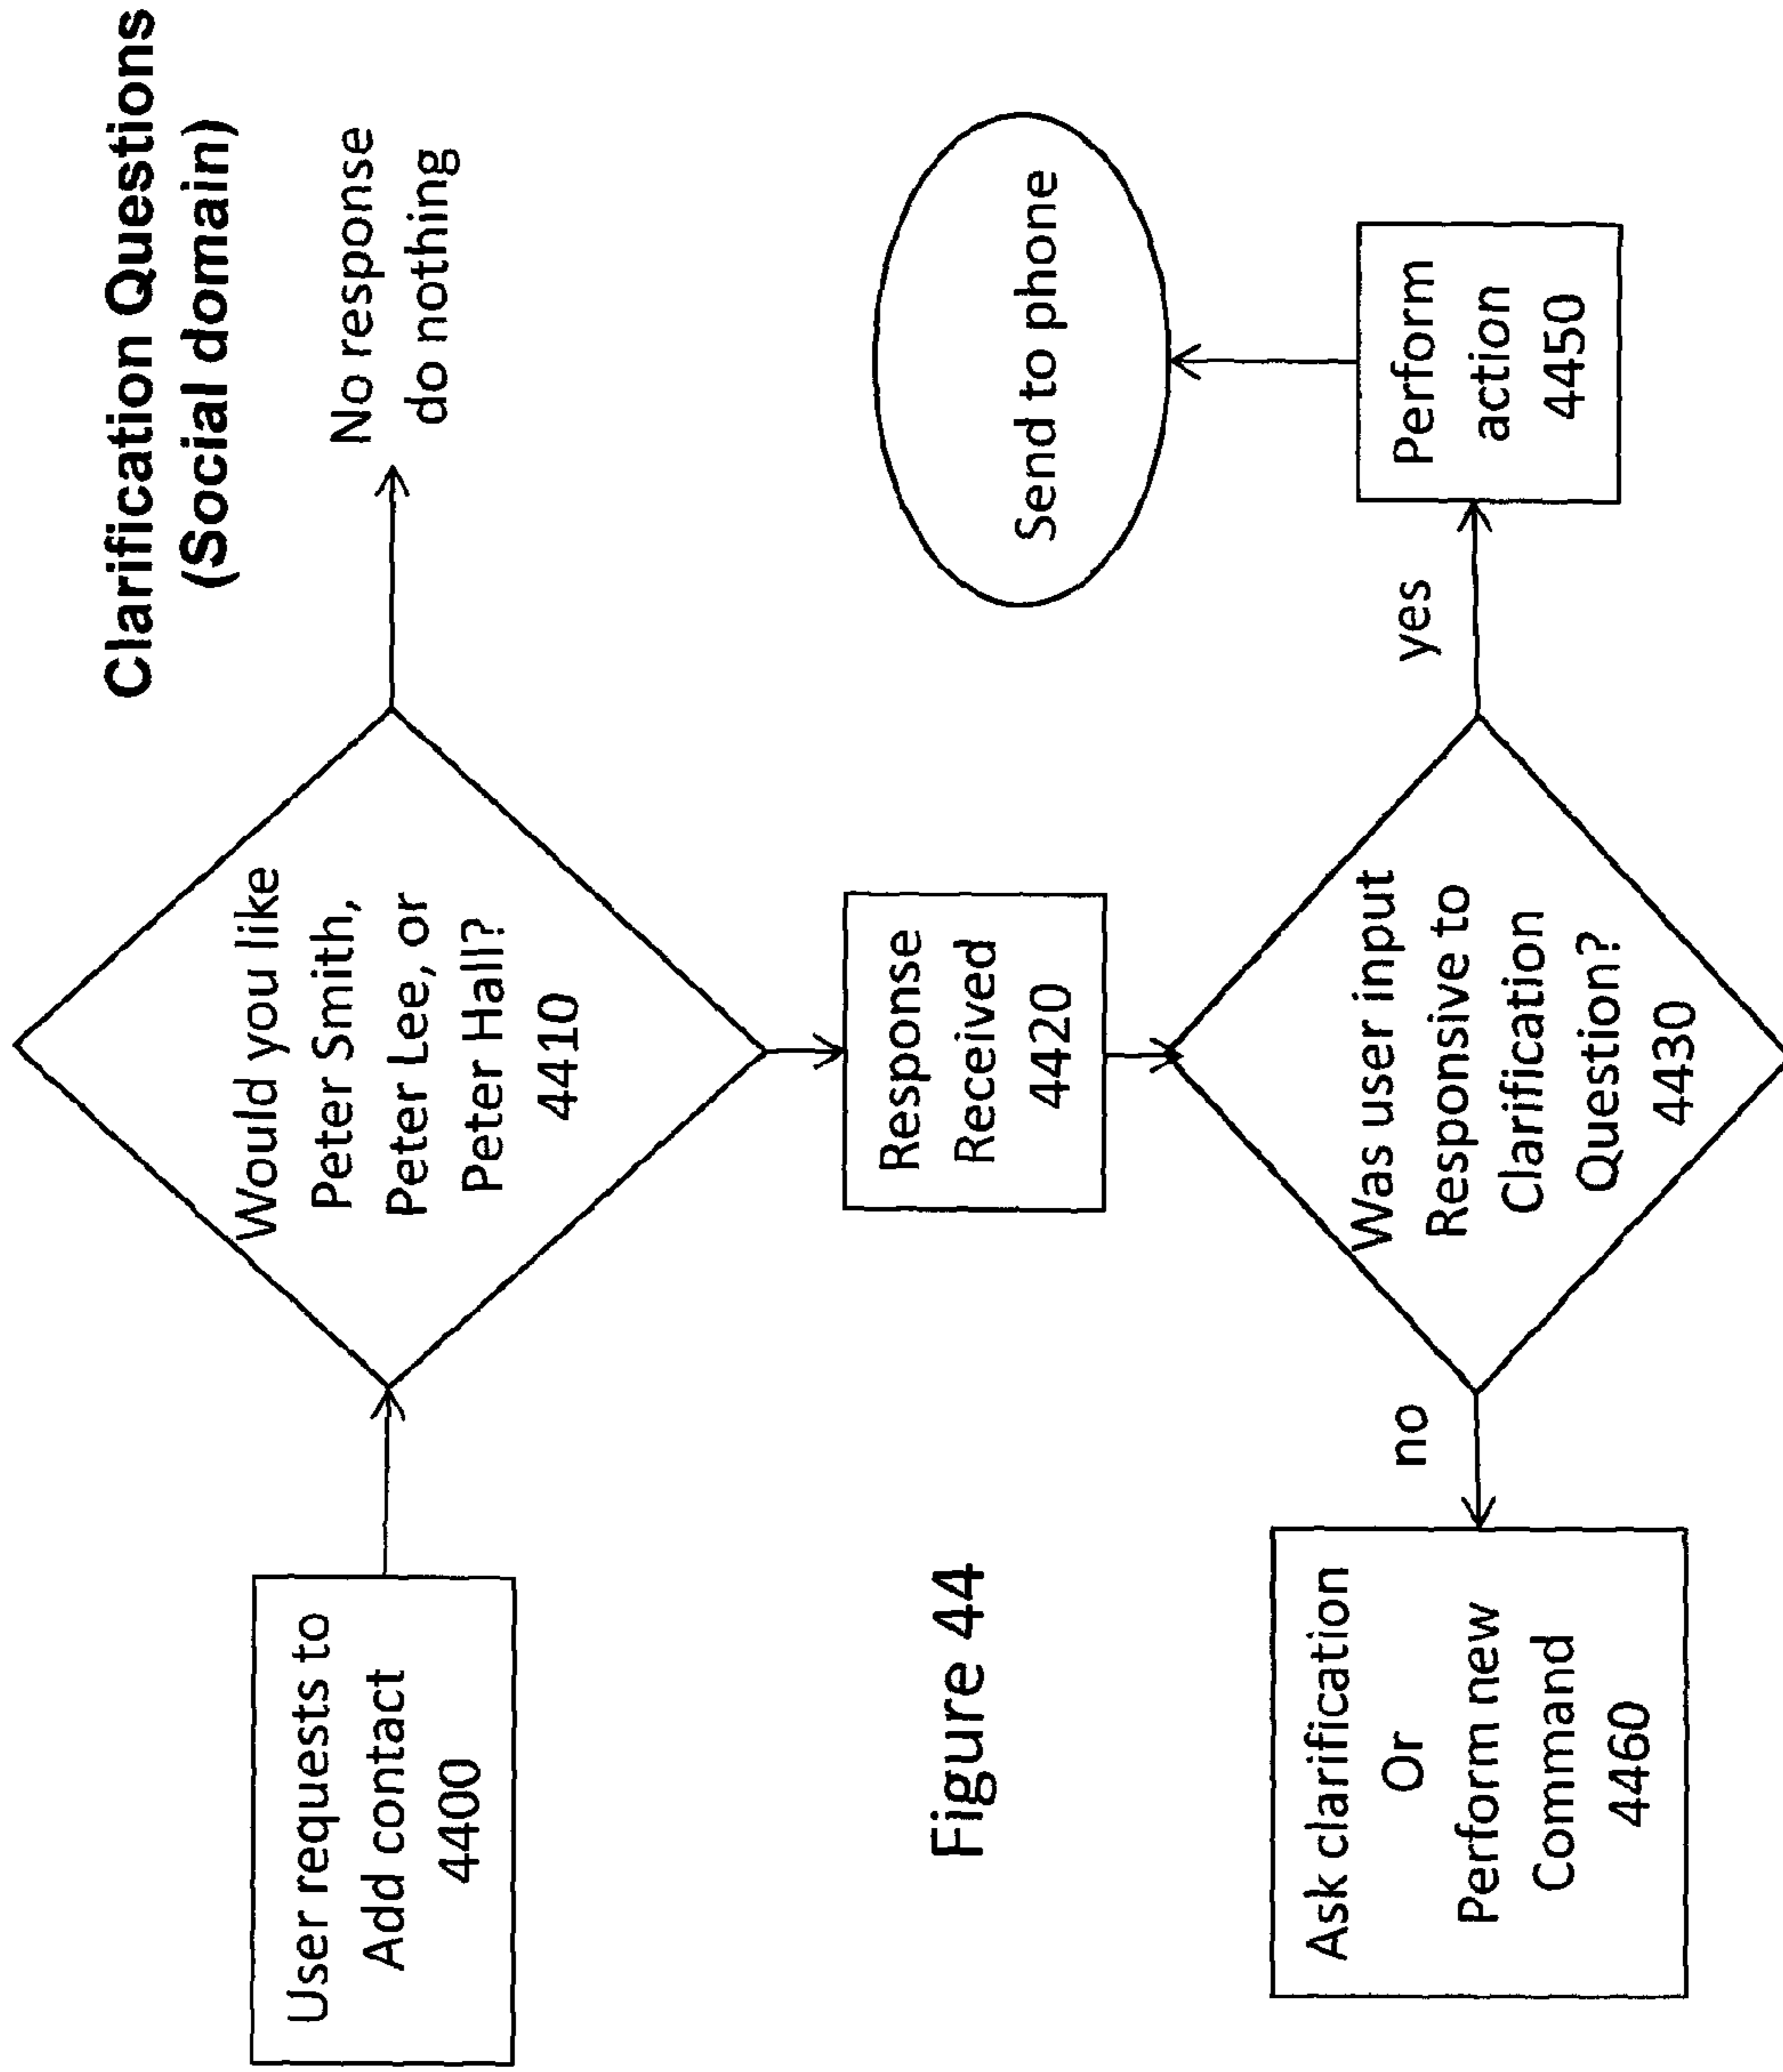 Clarification Questions
(Social domain)
User requests to
Add contact
4400
Would you like
Peter Smith,
Peter Lee, or
Peter Hall?
4410
No response
do nothing
Response
Received
4420
Send to phone
Figure 44
Ask clarification
Or
Perform new
Command
4460
no
Was user input
Responsive to
Clarification
Question?
4430
yes
Perform
action
4450